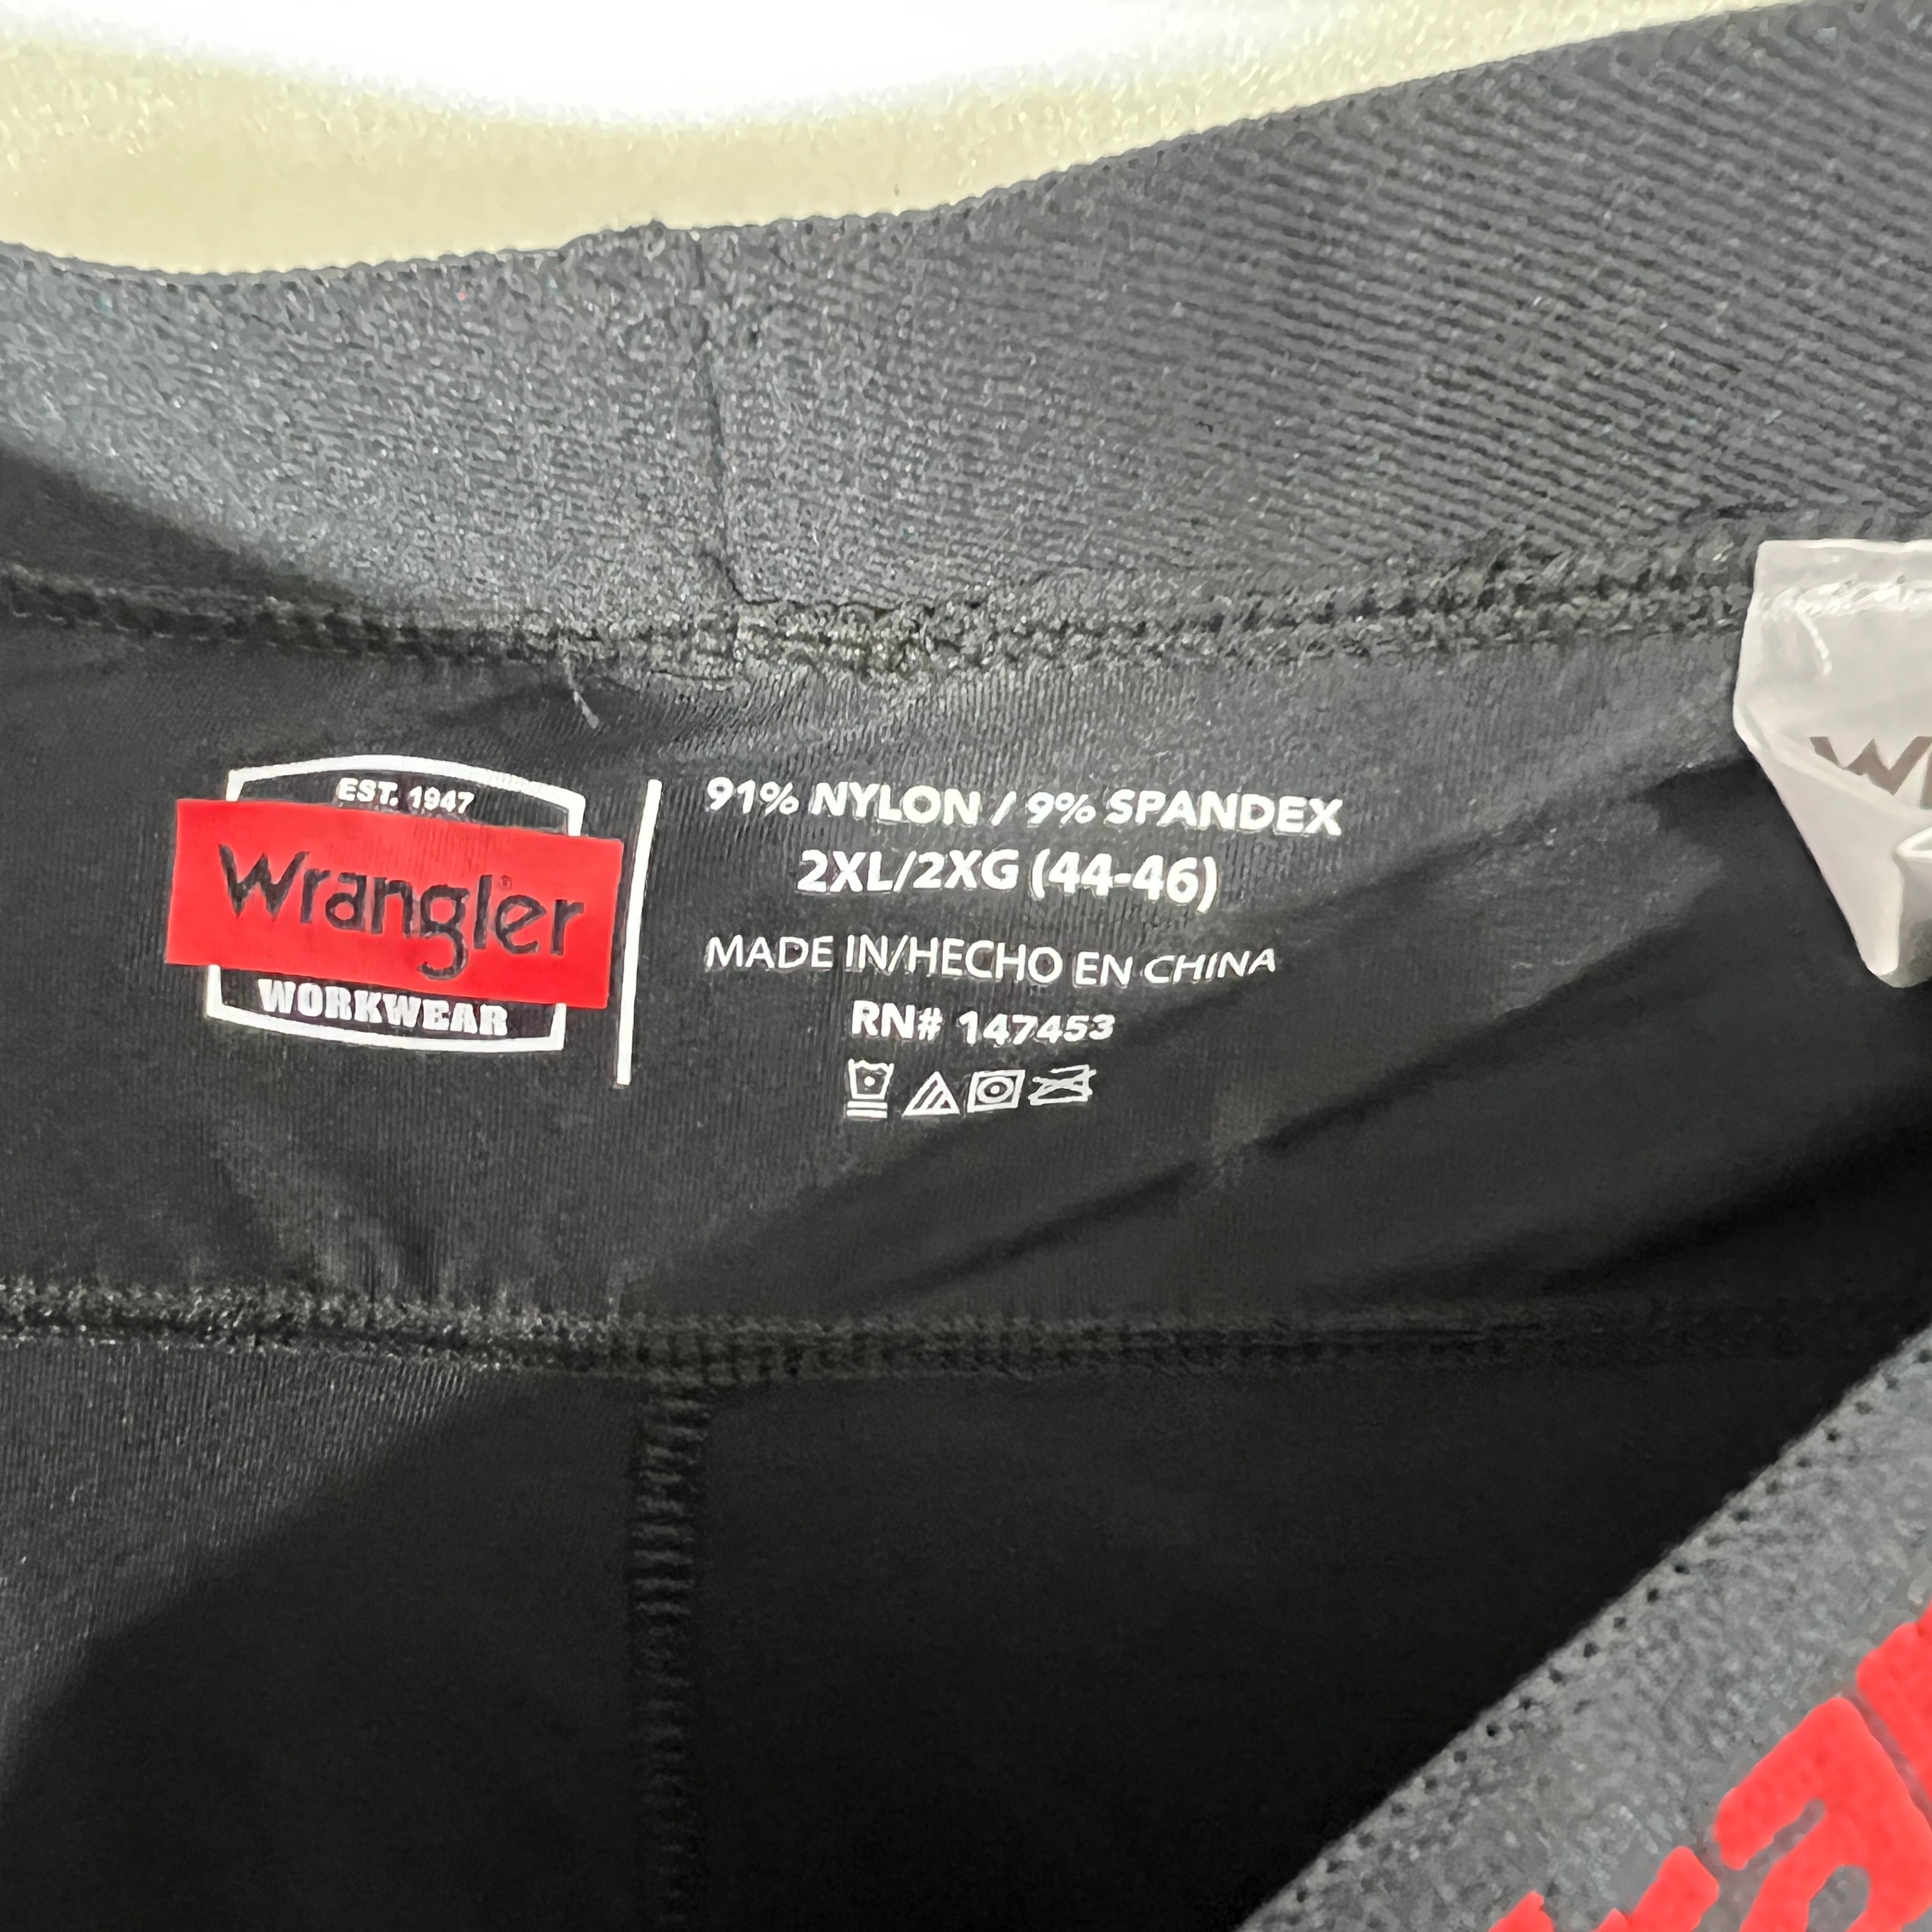 EST. 1947
Wrangler
WORKWEAR
91% NYLON / 9% SPANDEX
2XL/2XG (44-46)
MADE IN/HECHO EN CHINA
RN# 147453